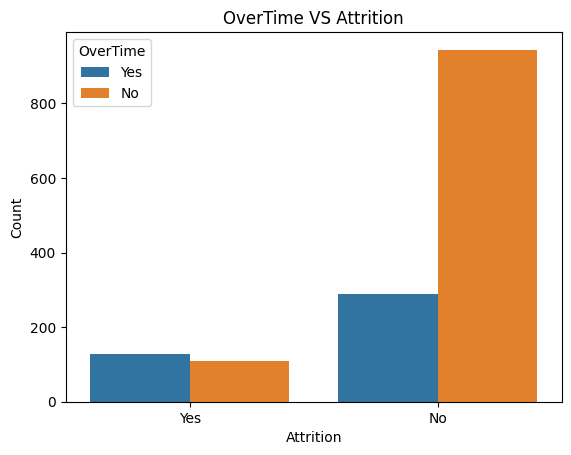 OverTime VS Attrition
OverTime
Yes
No
800
600
400
200
0
Count
Yes
No
Attrition